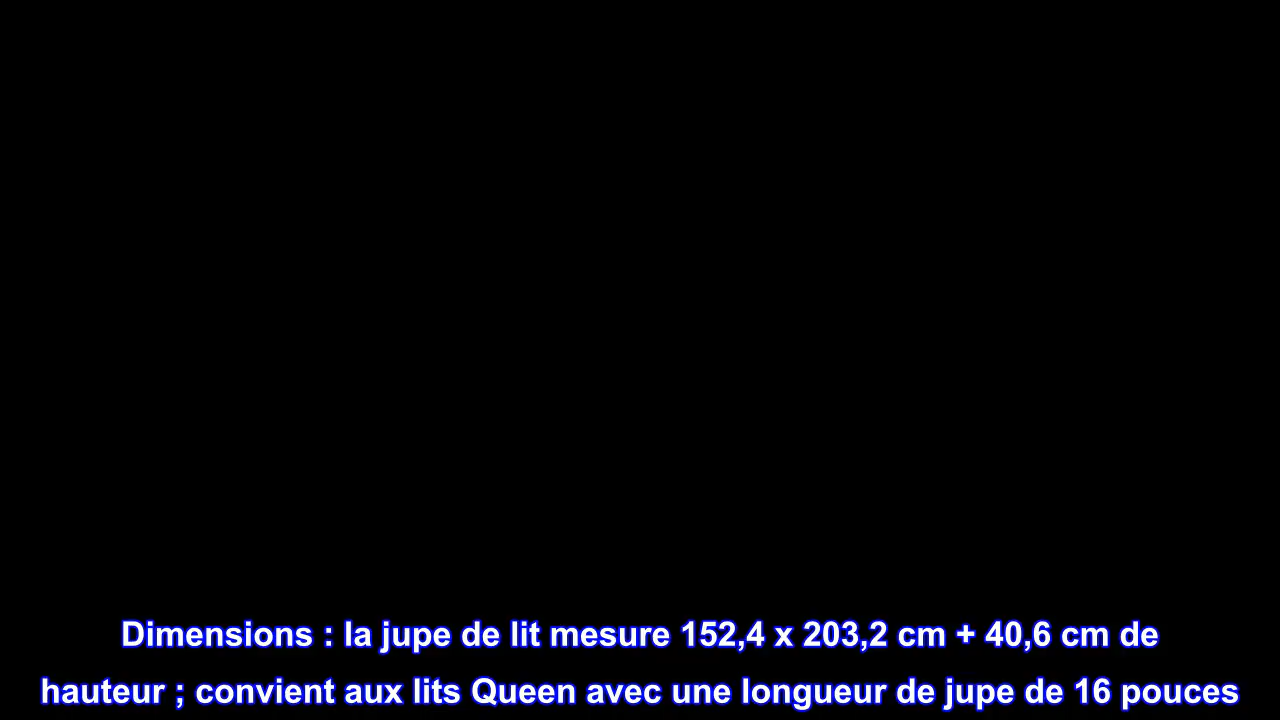 Dimensions : la jupe de lit mesure 152,4 x 203,2 cm + 40,6 cm de
hauteur ; convient aux lits Queen avec une longueur de jupe de 16 pouces